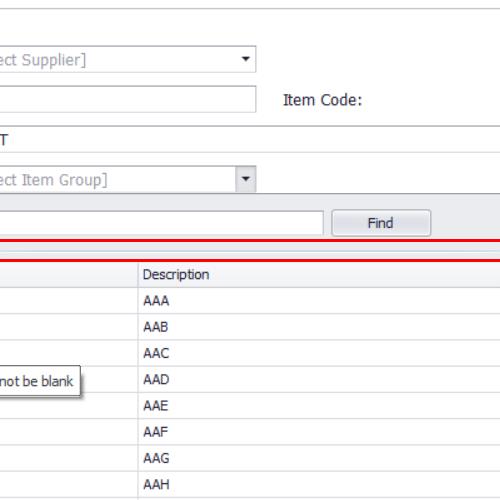 ect Supplier]
Item Code:
T
ect Item Group]
Find
Description
AAA
AAB
AAC
not be blank
AAD
AAE
AAF
AAG
AAH